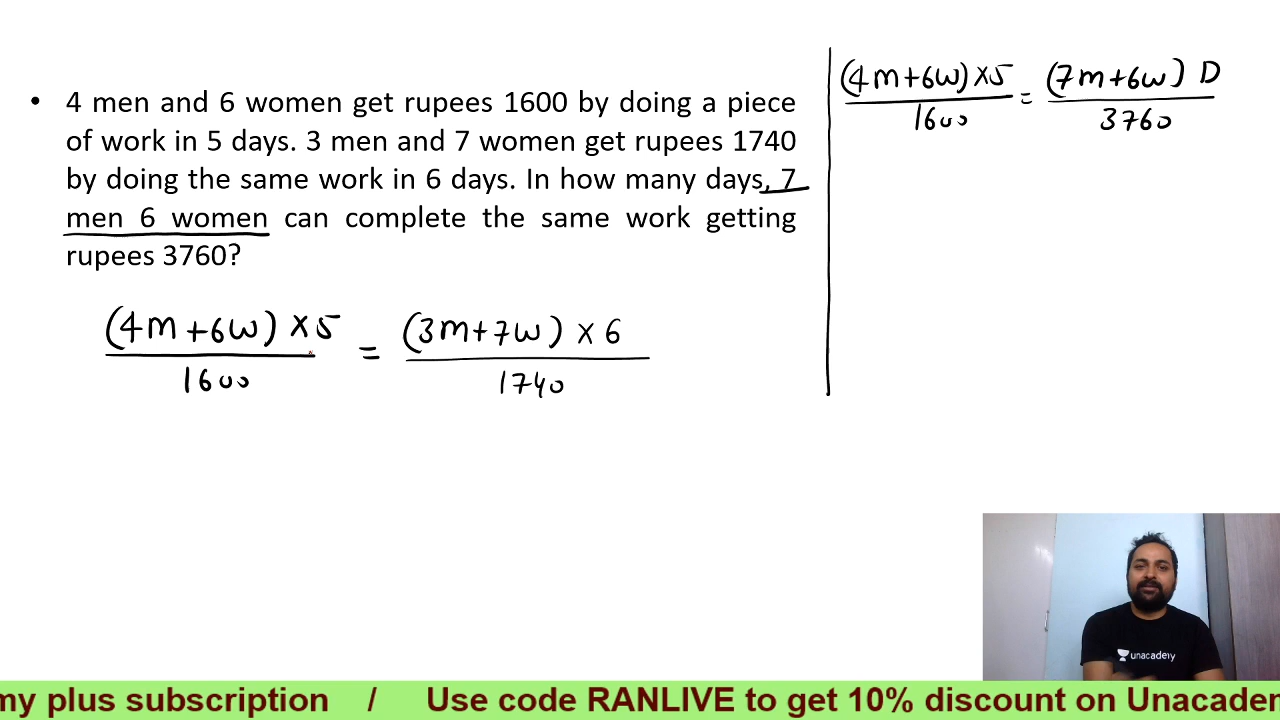 • 4 men and 6 women get rupees 1600 by doing a piece
of work in 5 days. 3 men and 7 women get rupees 1740
by doing the same work in 6 days. In how many days, 7
men 6 women can complete the same work getting
rupees 3760?
(4m+6w) ×5 = (3m+7w) × 6
1600 1740
(4m+6w) ×5 = (7m+6w) D
1600 3760
unacademy
my plus subscription / Use code RANLIVE to get 10% discount on Unacader